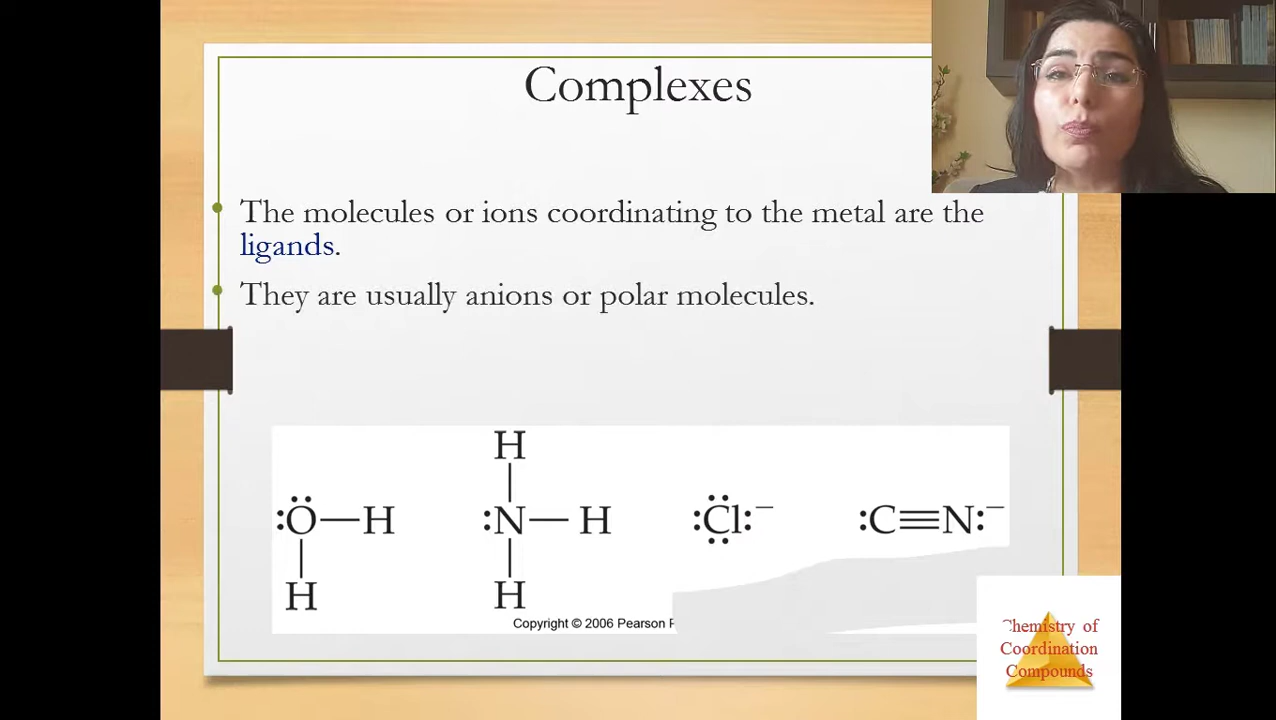 Complexes
• The molecules or ions coordinating to the metal are the
ligands.
• They are usually anions or polar molecules.
H
:Ö—H
:N—H
:C̈l:⁻
:C≡N:⁻
H
H
Copyright © 2006 Pearson
Chemistry of
Coordination
Compounds